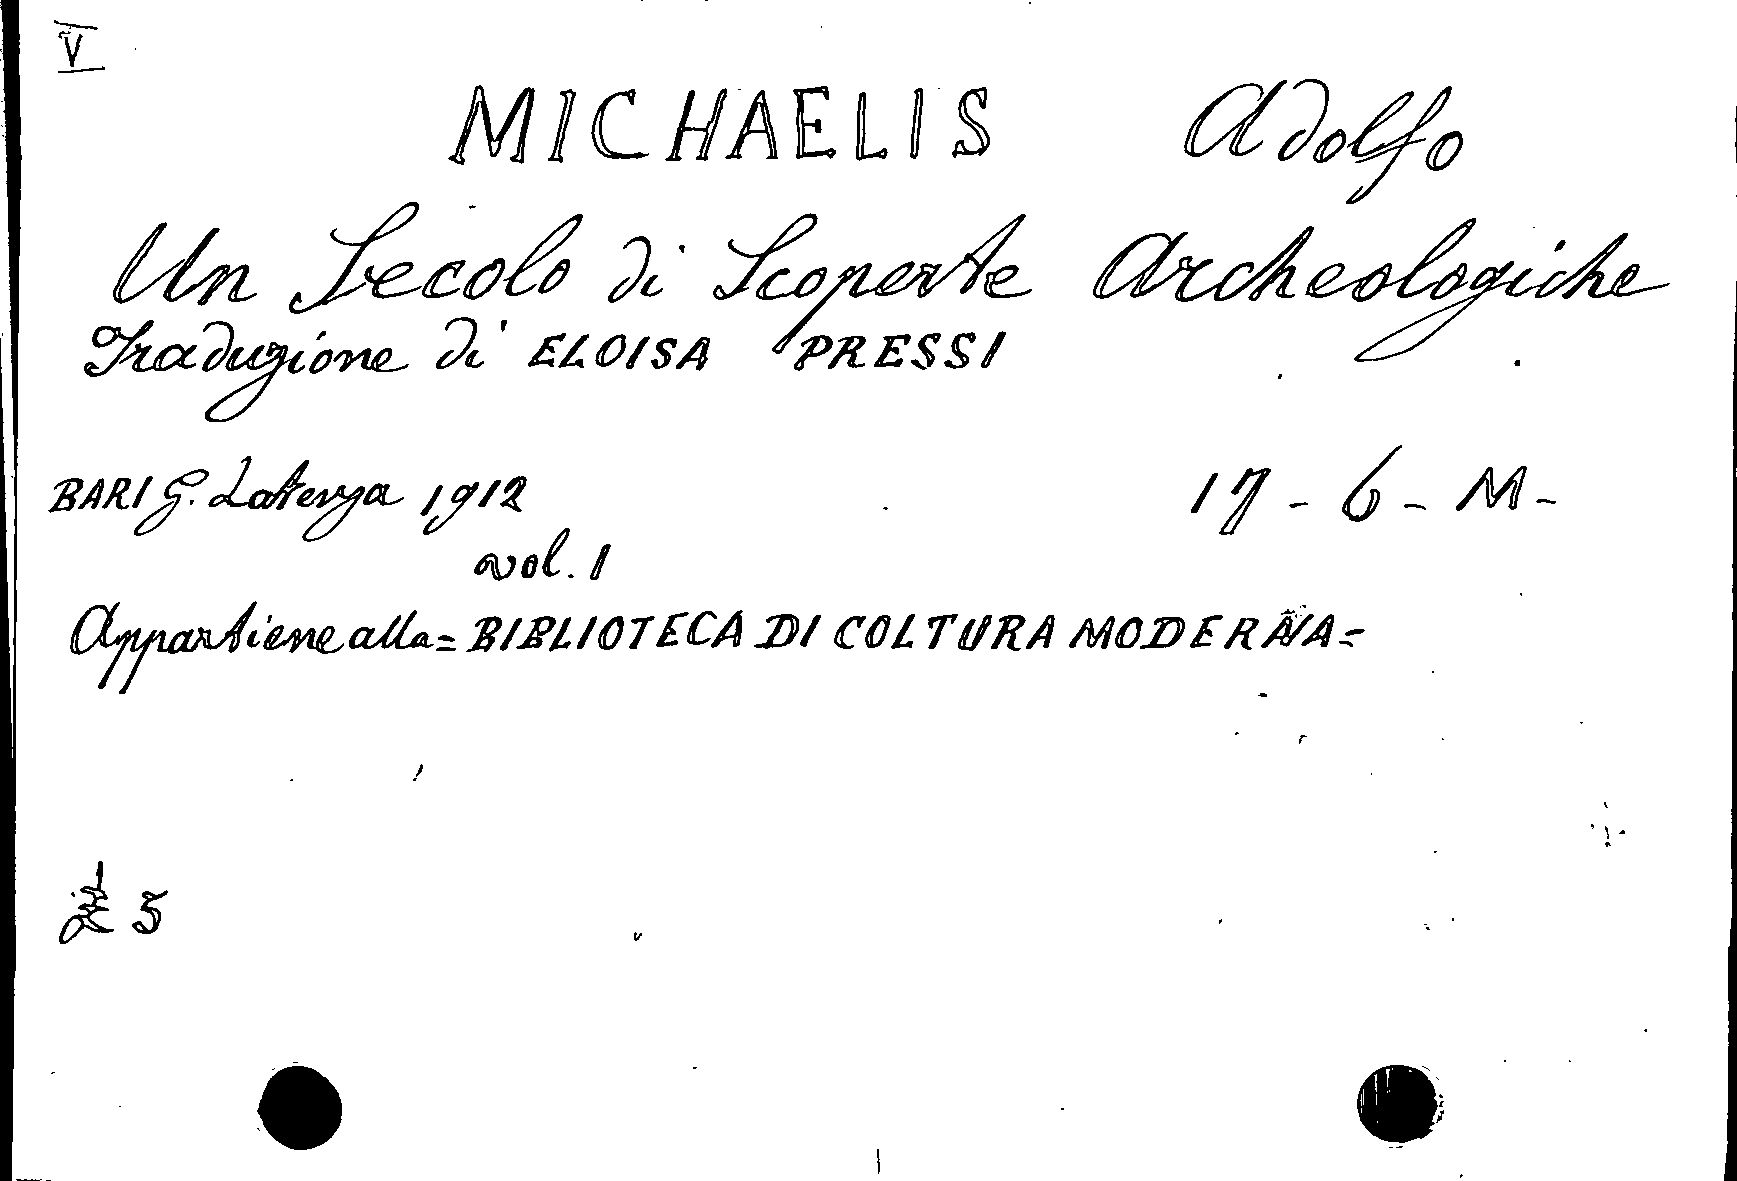 V
MICHAELIS Adolfo
Un Secolo di Scoperte Archeologiche
Traduzione di ELOISA PRESSI
BARI G. Laterza 1912 17-6-M-
vol. 1
Appartiene alla= BIBLIOTECA DI COLTURA MODERNA=
£ 5